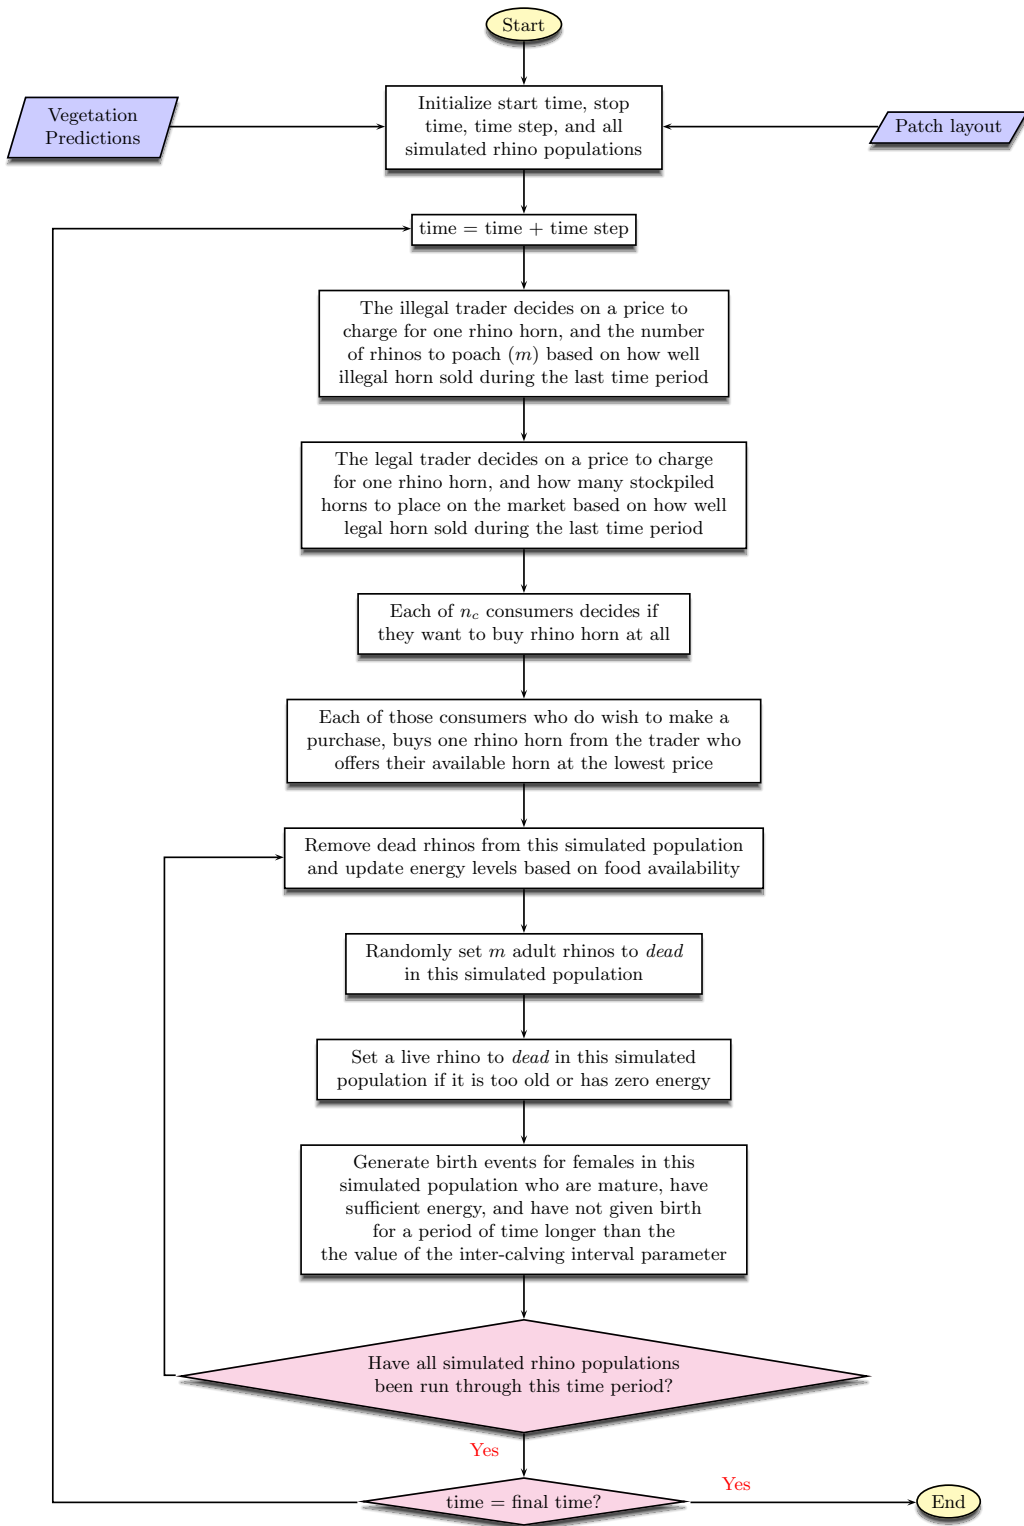 Start
Vegetation
Predictions
Initialize start time, stop
time, time step, and all
simulated rhino populations
Patch layout
time = time + time step
The illegal trader decides on a price to
charge for one rhino horn, and the number
of rhinos to poach (m) based on how well
illegal horn sold during the last time period
The legal trader decides on a price to charge
for one rhino horn, and how many stockpiled
horns to place on the market based on how well
legal horn sold during the last time period
Each of n_c consumers decides if
they want to buy rhino horn at all
Each of those consumers who do wish to make a
purchase, buys one rhino horn from the trader who
offers their available horn at the lowest price
Remove dead rhinos from this simulated population
and update energy levels based on food availability
Randomly set m adult rhinos to dead
in this simulated population
Set a live rhino to dead in this simulated
population if it is too old or has zero energy
Generate birth events for females in this
simulated population who are mature, have
sufficient energy, and have not given birth
for a period of time longer than the
the value of the inter-calving interval parameter
Have all simulated rhino populations
been run through this time period?
Yes
time = final time?
Yes
End